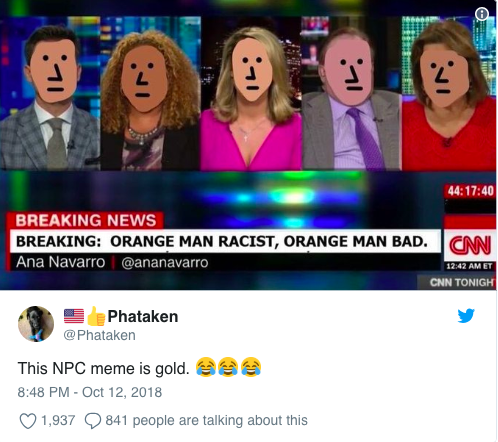 44:17:40
BREAKING NEWS
BREAKING: ORANGE MAN RACIST, ORANGE MAN BAD.
CNN
Ana Navarro | @ananavarro
12:42 AM ET
CNN TONIGH
Phataken
@Phataken
This NPC meme is gold. 😂😂😂
8:48 PM - Oct 12, 2018
1,937 841 people are talking about this